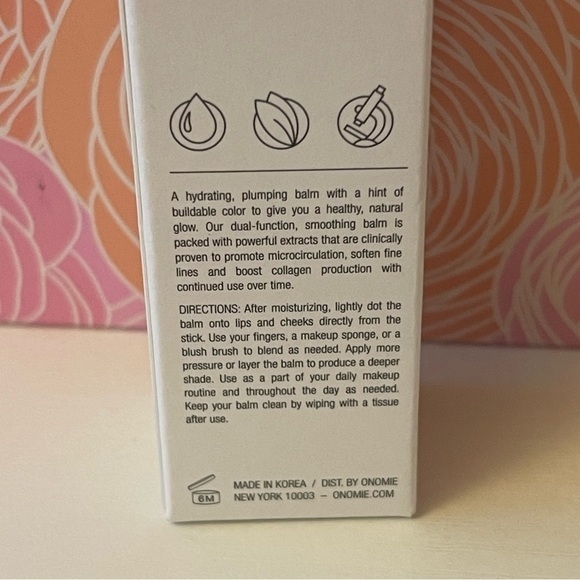 A hydrating, plumping balm with a hint of
buildable color to give you a healthy, natural
glow. Our dual-function, smoothing balm is
packed with powerful extracts that are clinically
proven to promote microcirculation, soften fine
lines and boost collagen production with
continued use over time.
DIRECTIONS: After moisturizing, lightly dot the
balm onto lips and cheeks directly from the
stick. Use your fingers, a makeup sponge, or a
blush brush to blend as needed. Apply more
pressure or layer the balm to produce a deeper
shade. Use as a part of your daily makeup
routine and throughout the day as needed.
Keep your balm clean by wiping with a tissue
after use.
6M
MADE IN KOREA / DIST. BY ONOMIE
NEW YORK 10003 – ONOMIE.COM